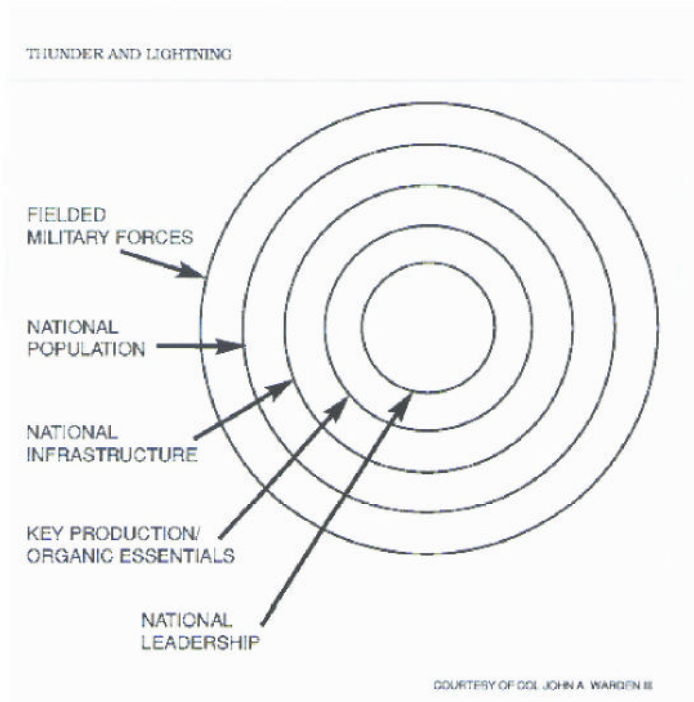 THUNDER AND LIGHTNING
FIELDED
MILITARY FORCES
NATIONAL
POPULATION
NATIONAL
INFRASTRUCTURE
KEY PRODUCTION/
ORGANIC ESSENTIALS
NATIONAL
LEADERSHIP
COURTESY OF COL JOHN A. WARDEN III